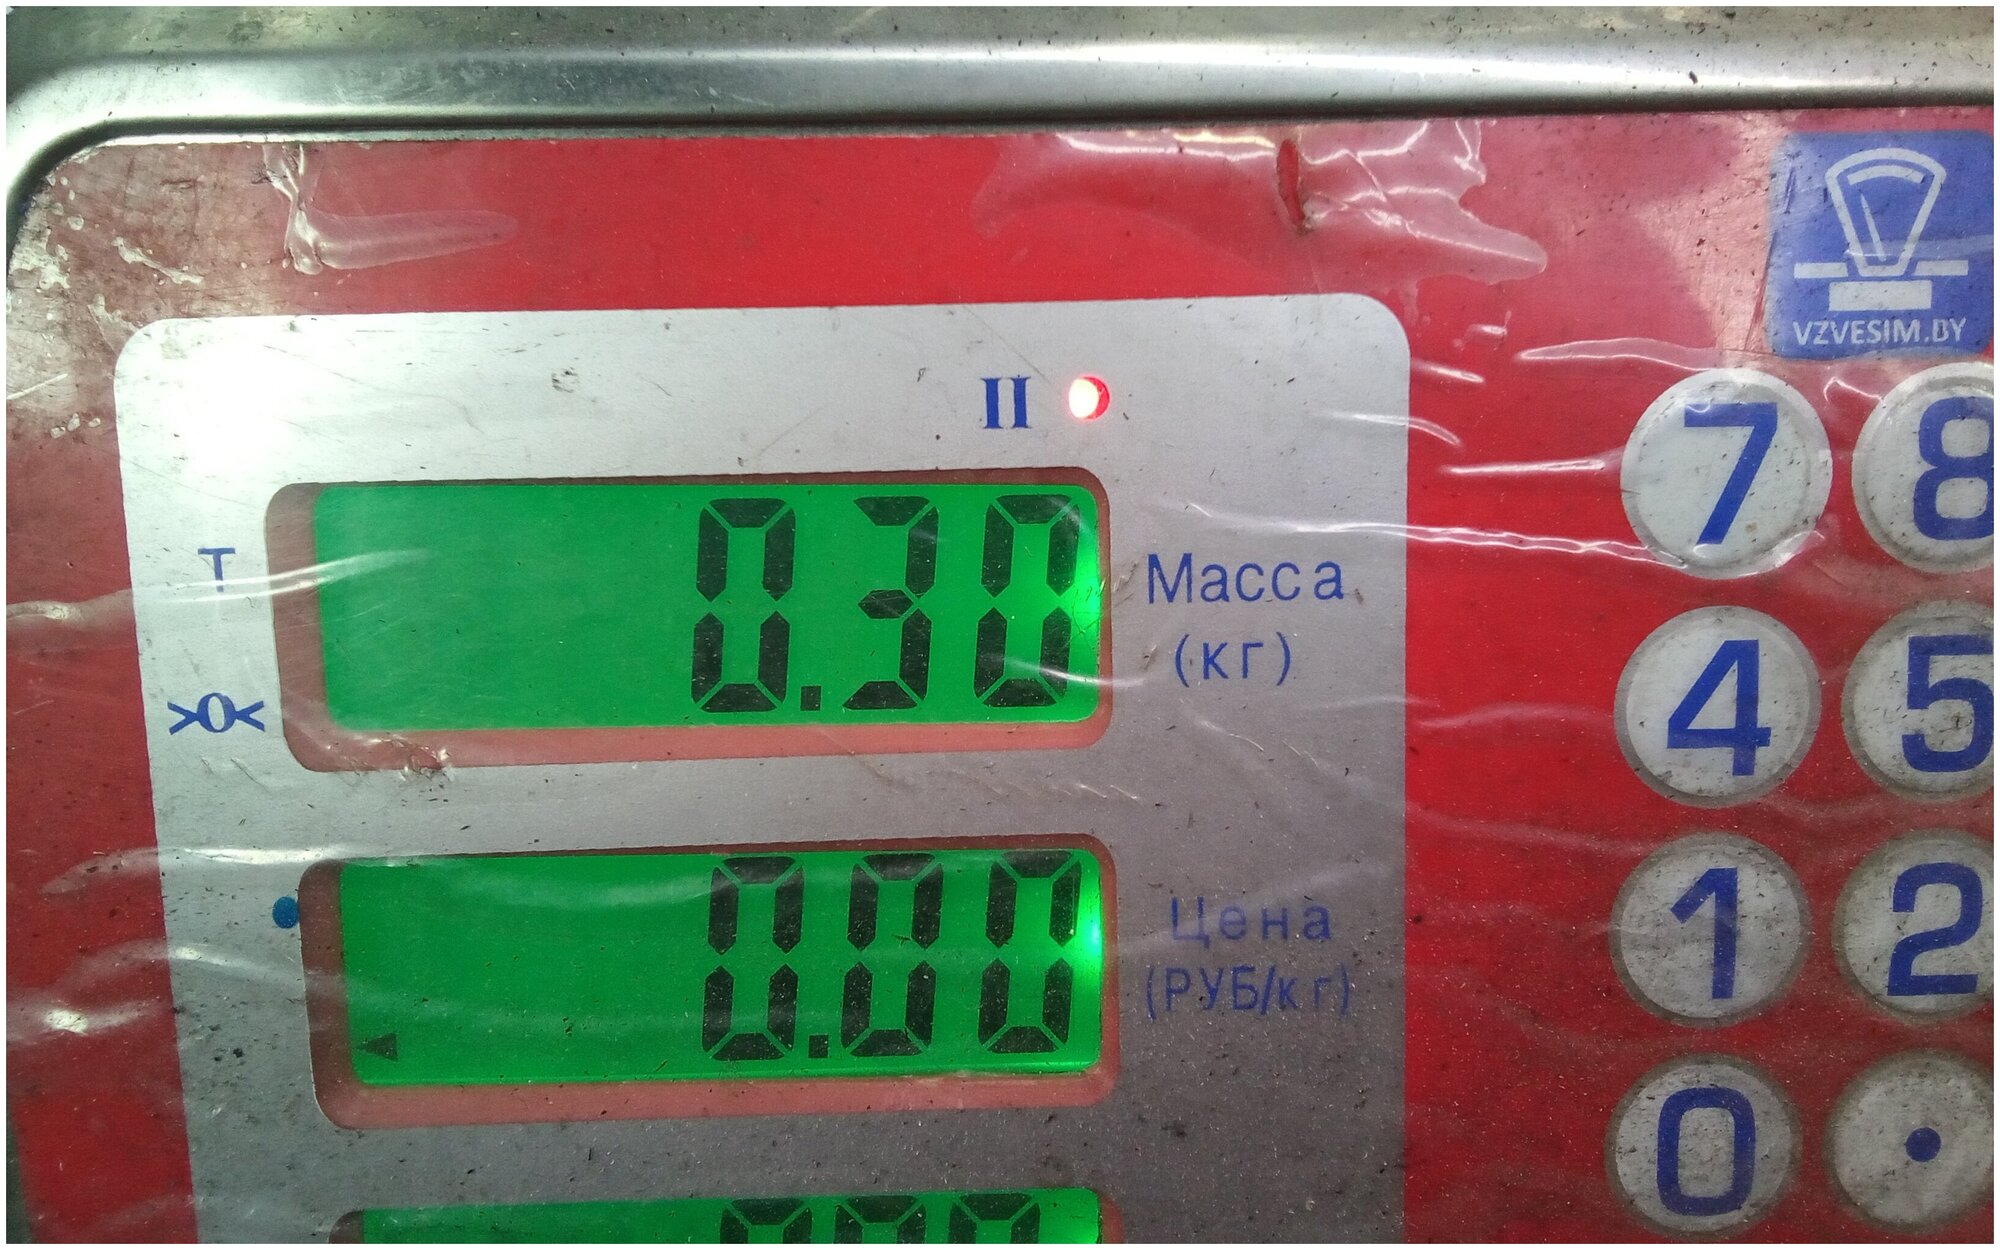 VZVESIM.BY
II
7 8
T
0.30
Масса
(кг)
>0<
4 5
0.00
Цена
(РУБ/кг)
1 2
0 .